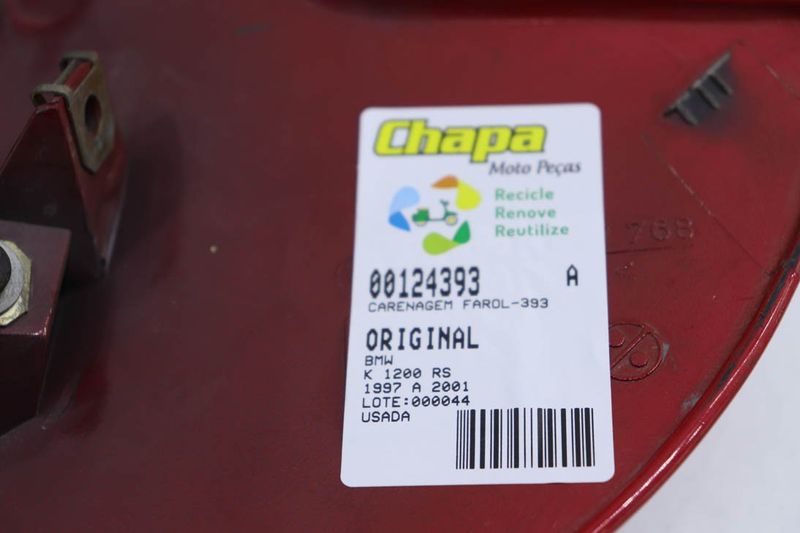 Chapa
Moto Peças
Recicle
Renove
Reutilize
00124393 A
CARENAGEM FAROL-393
ORIGINAL
BMW
K 1200 RS
1997 A 2001
LOTE:000044
USADA
768